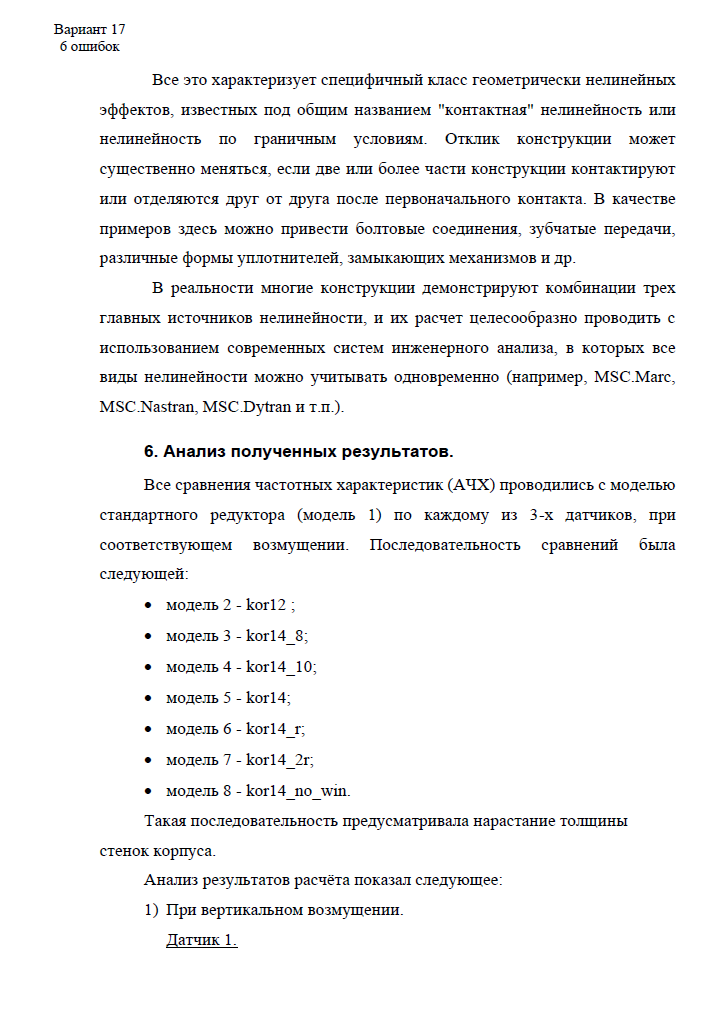 Вариант 17
6 ошибок
Все это характеризует специфичный класс геометрически нелинейных
эффектов, известных под общим названием "контактная" нелинейность или
нелинейность по граничным условиям. Отклик конструкции может
существенно меняться, если две или более части конструкции контактируют
или отделяются друг от друга после первоначального контакта. В качестве
примеров здесь можно привести болтовые соединения, зубчатые передачи,
различные формы уплотнителей, замыкающих механизмов и др.
В реальности многие конструкции демонстрируют комбинации трех
главных источников нелинейности, и их расчет целесообразно проводить с
использованием современных систем инженерного анализа, в которых все
виды нелинейности можно учитывать одновременно (например, MSC.Marc,
MSC.Nastran, MSC.Dytran и т.п.).
6. Анализ полученных результатов.
Все сравнения частотных характеристик (АЧХ) проводились с моделью
стандартного редуктора (модель 1) по каждому из 3-х датчиков, при
соответствующем возмущении. Последовательность сравнений была
следующей:
• модель 2 - kor12 ;
• модель 3 - kor14_8;
• модель 4 - kor14_10;
• модель 5 - kor14;
• модель 6 - kor14_r;
• модель 7 - kor14_2r;
• модель 8 - kor14_no_win.
Такая последовательность предусматривала нарастание толщины
стенок корпуса.
Анализ результатов расчёта показал следующее:
1) При вертикальном возмущении.
Датчик 1.